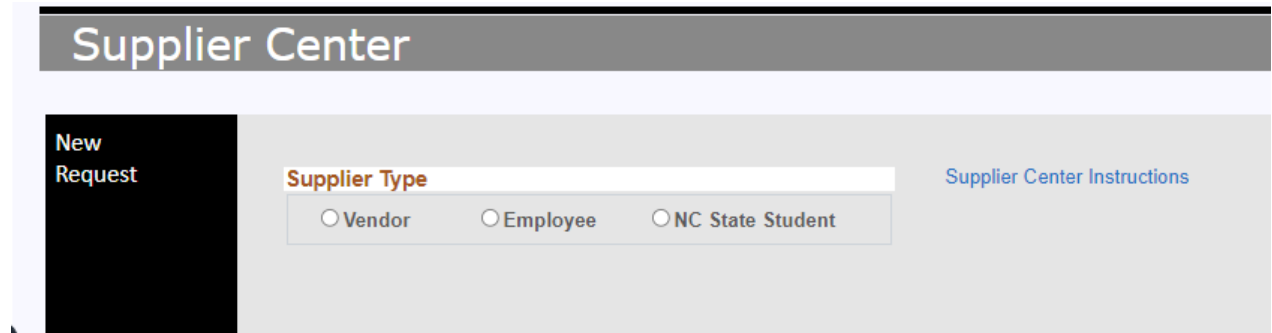 Supplier Center
New
Request
Supplier Type
Supplier Center Instructions
Vendor Employee NC State Student